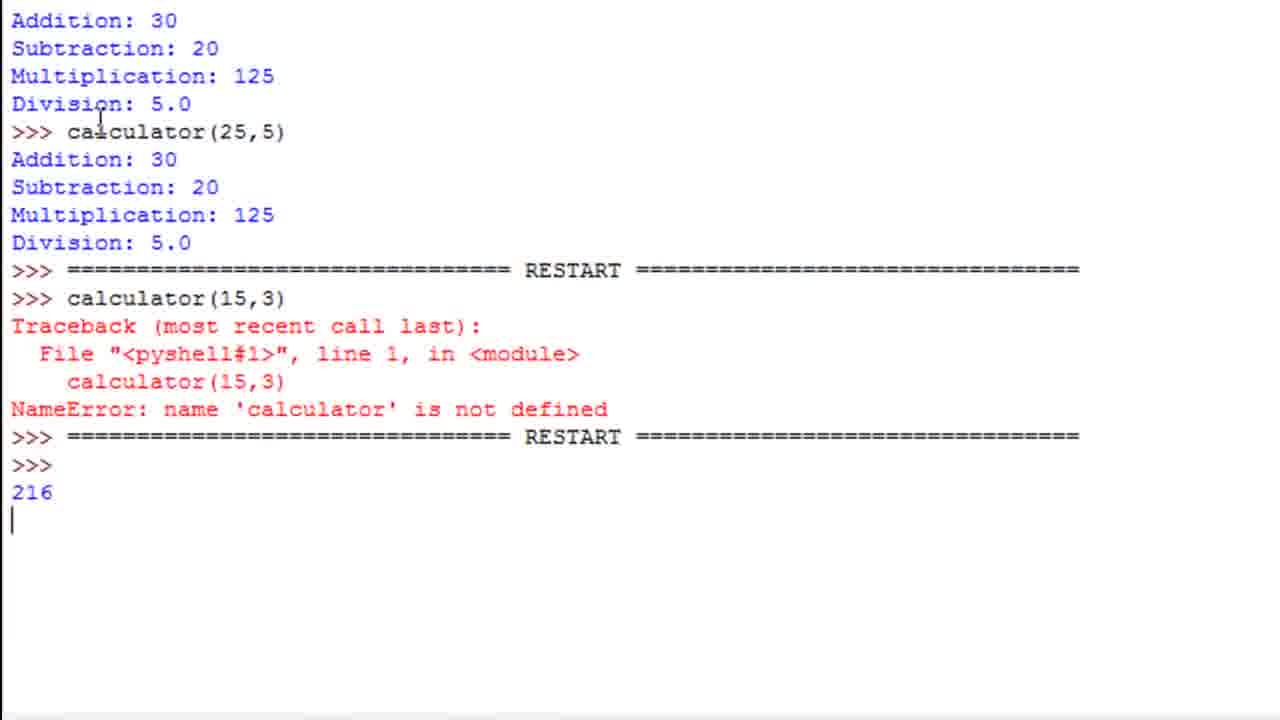 Addition: 30
Subtraction: 20
Multiplication: 125
Division: 5.0
>>> calculator(25,5)
Addition: 30
Subtraction: 20
Multiplication: 125
Division: 5.0
>>> ================================ RESTART ================================
>>> calculator(15,3)
Traceback (most recent call last):
  File "<pyshell#1>", line 1, in <module>
    calculator(15,3)
NameError: name 'calculator' is not defined
>>> ================================ RESTART ================================
>>>
216